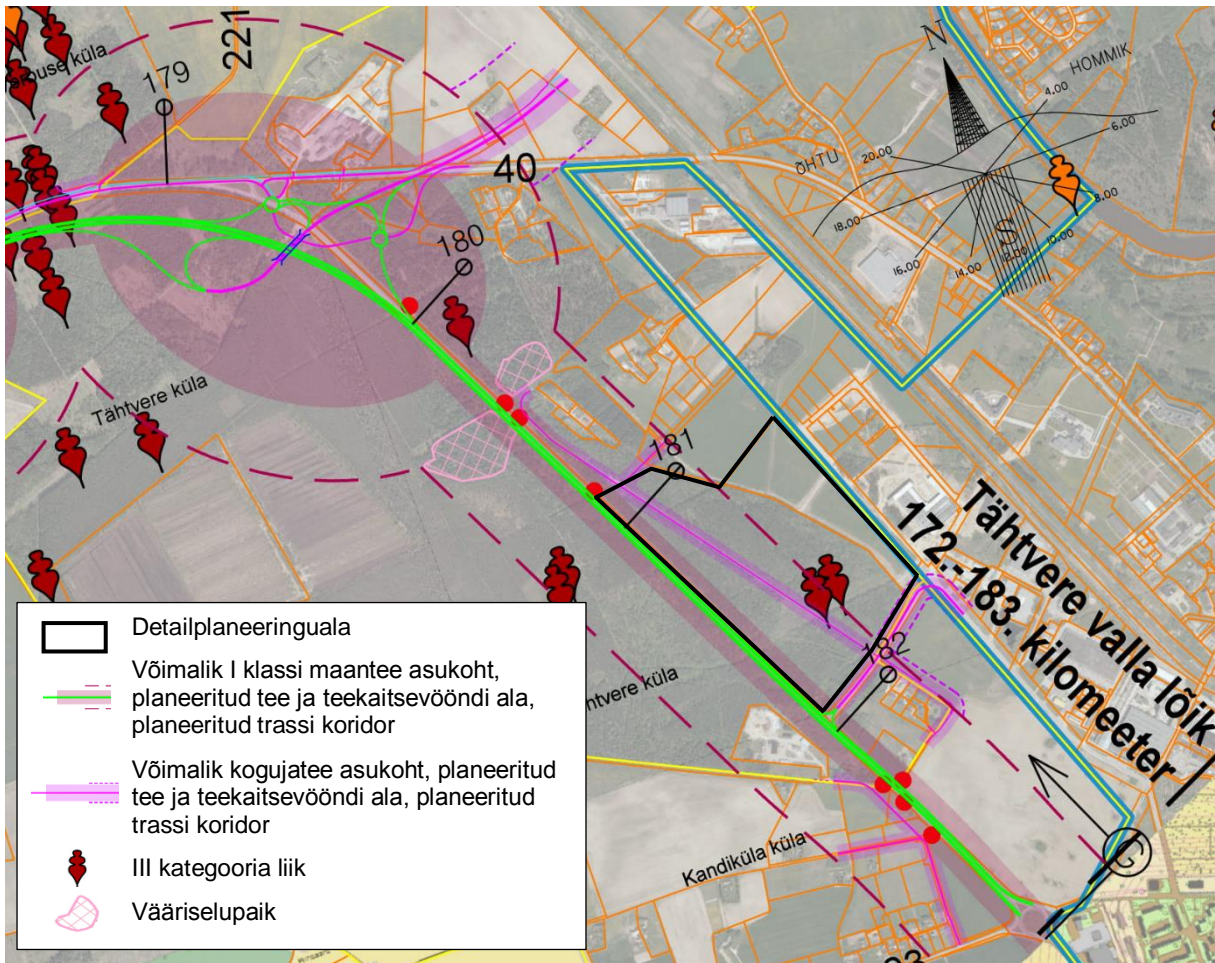 221
179
40
180
Tähtvere küla
181
182
N
HOMMIK
ÕHTU
4.00
6.00
8.00
10.00
12.00
14.00
16.00
18.00
20.00
S
Tähtvere valla lõik
172.-183. kilomeeter
Kandiküla küla
G
Detailplaneeringuala
Võimalik I klassi maantee asukoht,
planeeritud tee ja teekaitsevööndi ala,
planeeritud trassi koridor
Võimalik kogujatee asukoht, planeeritud
tee ja teekaitsevööndi ala, planeeritud
trassi koridor
III kategooria liik
Vääriselupaik